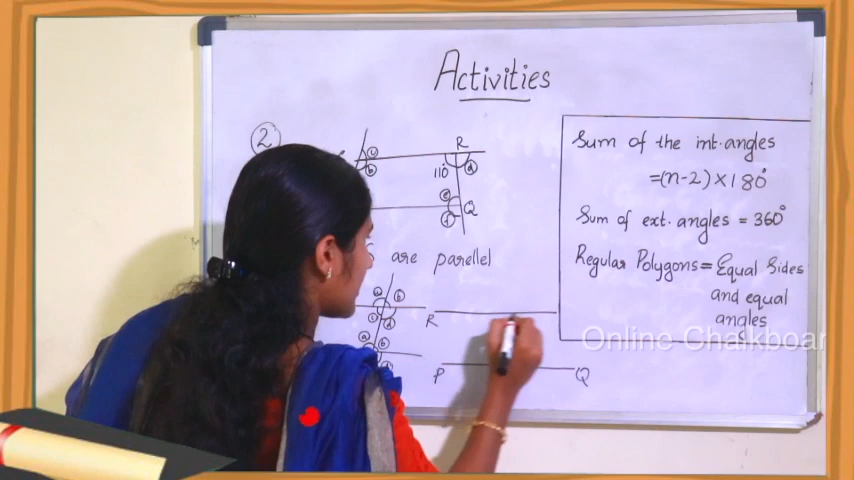 Activities
2
R
c
b
110°
d
e
Q
f
are parellel
a
b
c
d
R
a
b
P
Q
Sum of the int.angles
=(n-2)×180°
Sum of ext. angles = 360°
Regular Polygons = Equal Sides
and equal
angles
Online Chalkboar